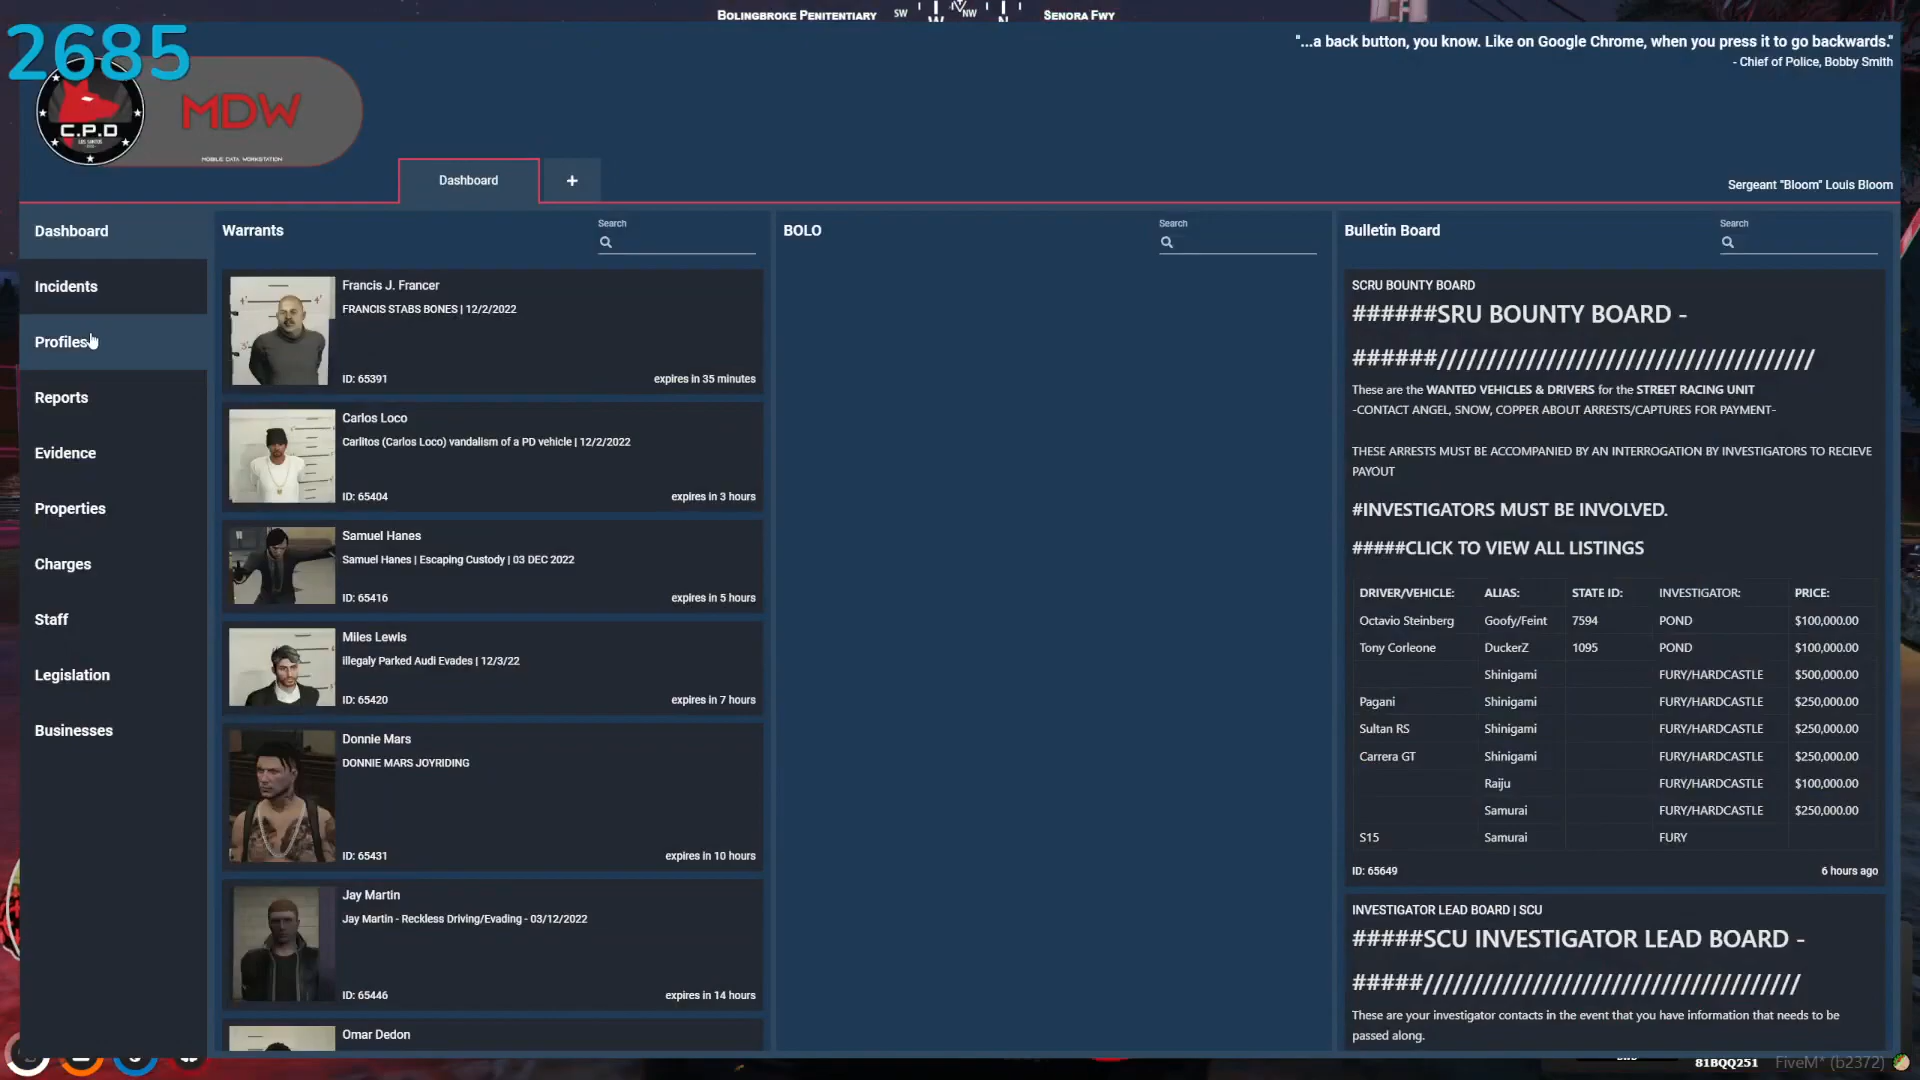 BOLINGBROKE PENITENTIARY SW W NW N SENORA FWY
2685
"...a back button, you know. Like on Google Chrome, when you press it to go backwards."
- Chief of Police, Bobby Smith
C.P.D
MDW
MOBILE DATA WORKSTATION
Dashboard
+
Sergeant "Bloom" Louis Bloom
Dashboard
Incidents
Profiles
Reports
Evidence
Properties
Charges
Staff
Legislation
Businesses
Warrants
Search
Francis J. Francer
FRANCIS STABS BONES | 12/2/2022
ID: 65391
expires in 35 minutes
Carlos Loco
Carlitos (Carlos Loco) vandalism of a PD vehicle | 12/2/2022
ID: 65404
expires in 3 hours
Samuel Hanes
Samuel Hanes | Escaping Custody | 03 DEC 2022
ID: 65416
expires in 5 hours
Miles Lewis
illegaly Parked Audi Evades | 12/3/22
ID: 65420
expires in 7 hours
Donnie Mars
DONNIE MARS JOYRIDING
ID: 65431
expires in 10 hours
Jay Martin
Jay Martin - Reckless Driving/Evading - 03/12/2022
ID: 65446
expires in 14 hours
Omar Dedon
BOLO
Search
Bulletin Board
Search
SCRU BOUNTY BOARD
######SRU BOUNTY BOARD -
######///////////////////////////////////////
These are the WANTED VEHICLES & DRIVERS for the STREET RACING UNIT
-CONTACT ANGEL, SNOW, COPPER ABOUT ARRESTS/CAPTURES FOR PAYMENT-
THESE ARRESTS MUST BE ACCOMPANIED BY AN INTERROGATION BY INVESTIGATORS TO RECIEVE
PAYOUT
#INVESTIGATORS MUST BE INVOLVED.
#####CLICK TO VIEW ALL LISTINGS
DRIVER/VEHICLE: ALIAS: STATE ID: INVESTIGATOR: PRICE:
Octavio Steinberg Goofy/Feint 7594 POND $100,000.00
Tony Corleone DuckerZ 1095 POND $100,000.00
Shinigami FURY/HARDCASTLE $500,000.00
Pagani Shinigami FURY/HARDCASTLE $250,000.00
Sultan RS Shinigami FURY/HARDCASTLE $250,000.00
Carrera GT Shinigami FURY/HARDCASTLE $250,000.00
Raiju FURY/HARDCASTLE $100,000.00
Samurai FURY/HARDCASTLE $250,000.00
S15 Samurai FURY
ID: 65649
6 hours ago
INVESTIGATOR LEAD BOARD | SCU
#####SCU INVESTIGATOR LEAD BOARD -
#####///////////////////////////////////////
These are your investigator contacts in the event that you have information that needs to be
passed along.
81BQQ251 FiveM* (b2372)